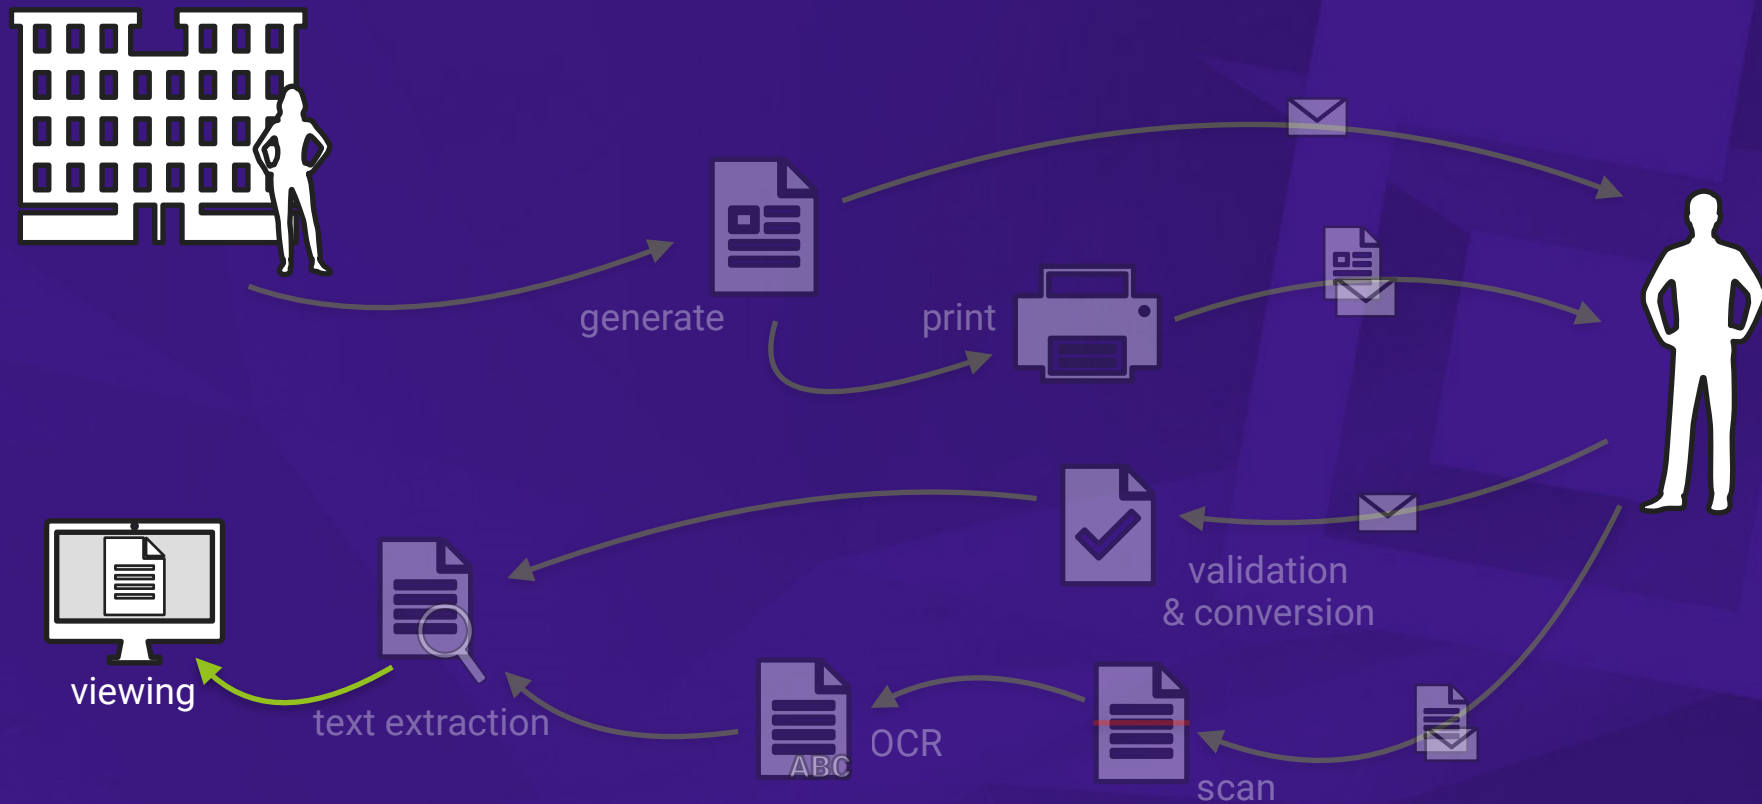 generate
print
validation
& conversion
viewing
text extraction
ABC
OCR
scan